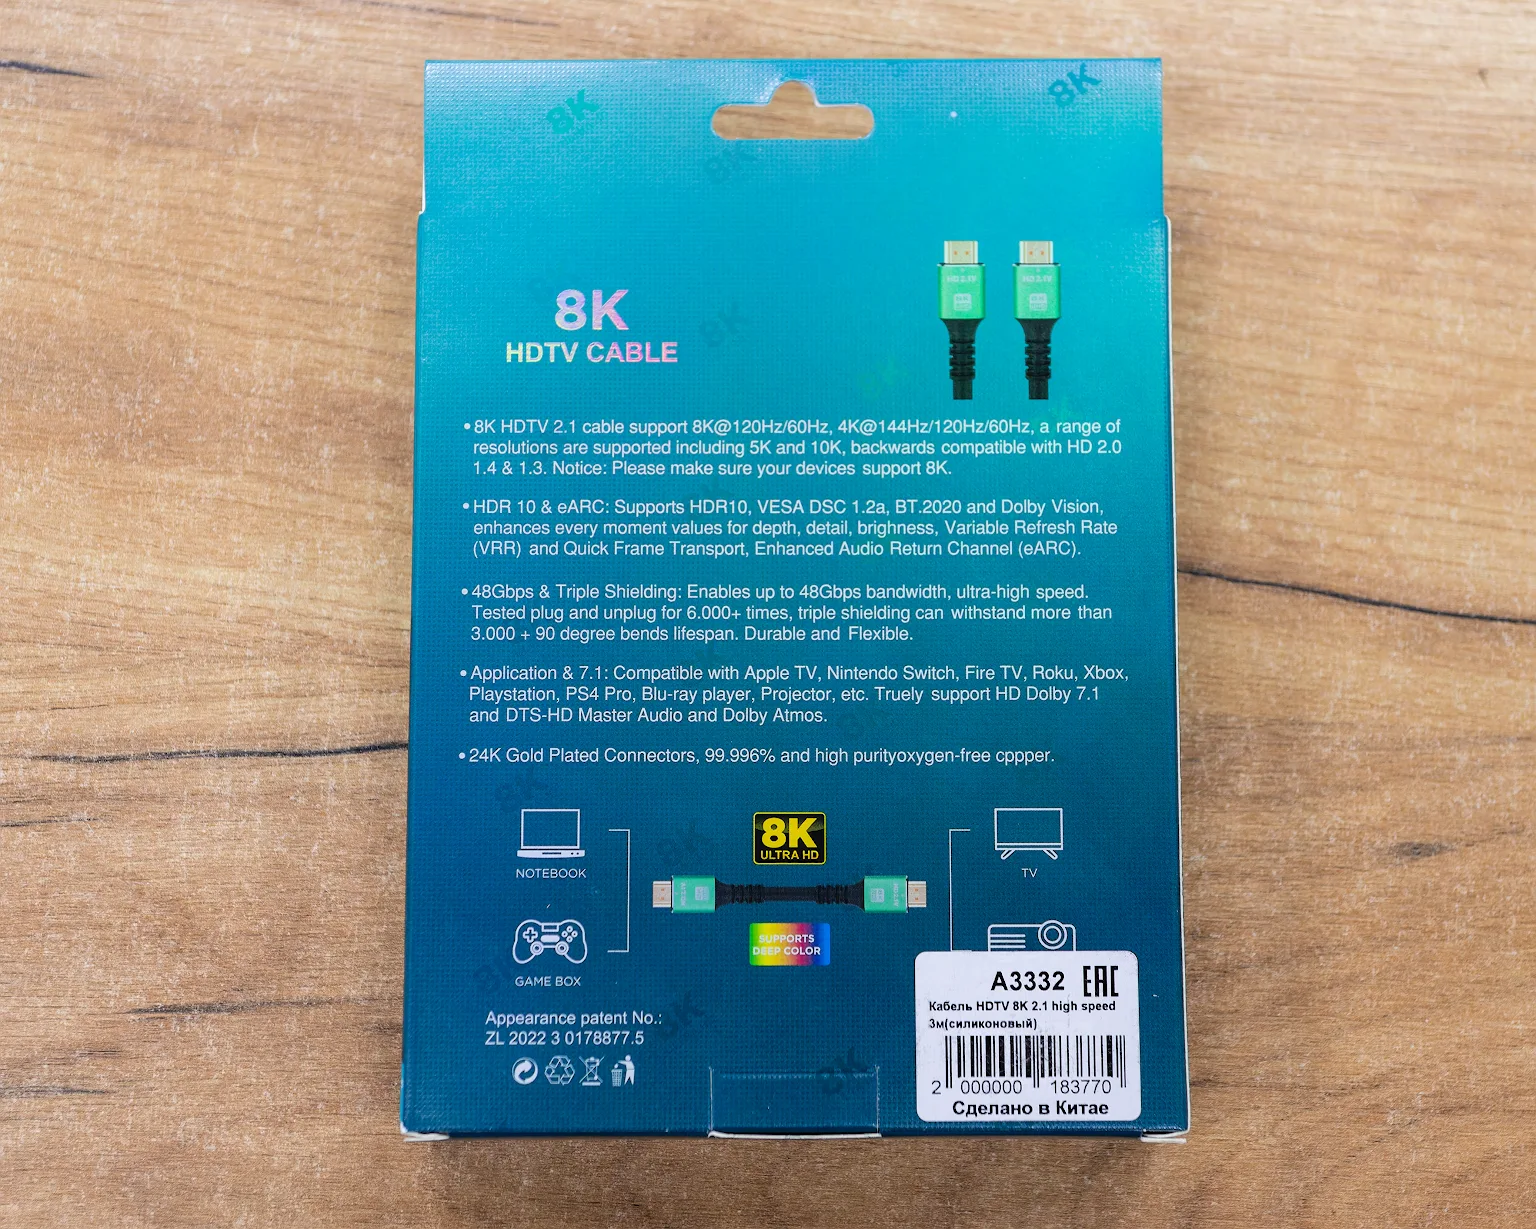 8K
8K
8K
8K
HDTV CABLE
8K
• 8K HDTV 2.1 cable support 8K@120Hz/60Hz, 4K@144Hz/120Hz/60Hz, a range of
resolutions are supported including 5K and 10K, backwards compatible with HD 2.0
1.4 & 1.3. Notice: Please make sure your devices support 8K.
• HDR 10 & eARC: Supports HDR10, VESA DSC 1.2a, BT.2020 and Dolby Vision,
enhances every moment values for depth, detail, brighness, Variable Refresh Rate
(VRR) and Quick Frame Transport, Enhanced Audio Return Channel (eARC).
• 48Gbps & Triple Shielding: Enables up to 48Gbps bandwidth, ultra-high speed.
Tested plug and unplug for 6.000+ times, triple shielding can withstand more than
3.000 + 90 degree bends lifespan. Durable and Flexible.
• Application & 7.1: Compatible with Apple TV, Nintendo Switch, Fire TV, Roku, Xbox,
Playstation, PS4 Pro, Blu-ray player, Projector, etc. Truely support HD Dolby 7.1
and DTS-HD Master Audio and Dolby Atmos.
• 24K Gold Plated Connectors, 99.996% and high purityoxygen-free cppper.
8K
8K
ULTRA HD
NOTEBOOK
TV
SUPPORTS
DEEP COLOR
GAME BOX
Appearance patent No.:
ZL 2022 3 0178877.5
8K
8K
A3332 EAC
Кабель HDTV 8K 2.1 high speed
3м(силиконовый)
2 000000 183770
Сделано в Китае